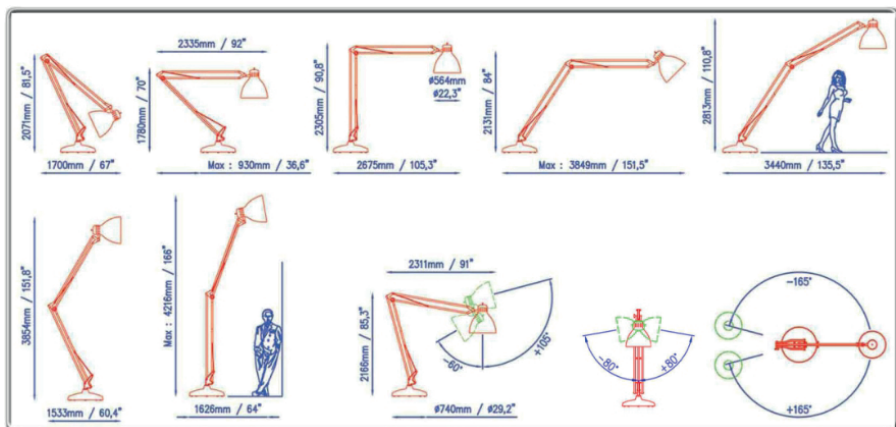 2071mm / 81,5"
1700mm / 67"
2335mm / 92"
1780mm / 70"
Max : 930mm / 36,6"
2305mm / 90,8"
ø564mm
ø22,3"
2675mm / 105,3"
2131mm / 84"
Max : 3849mm / 151,5"
2813mm / 110,8"
3440mm / 135,5"
3854mm / 151,8"
1533mm / 60,4"
Max : 4216mm / 166"
1626mm / 64"
2311mm / 91"
2166mm / 85,3"
-60°
+105°
ø740mm / ø29,2"
-80°
+80°
-165°
+165°